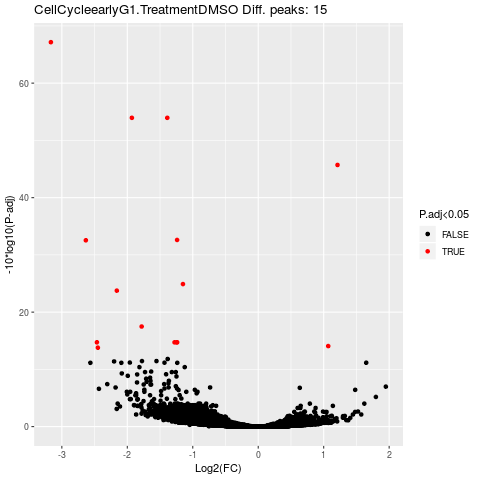 CellCycleearlyG1.TreatmentDMSO Diff. peaks: 15
-10*log10(P-adj)
60
40
20
0
-3 -2 -1 0 1 2
Log2(FC)
P.adj<0.05
FALSE
TRUE